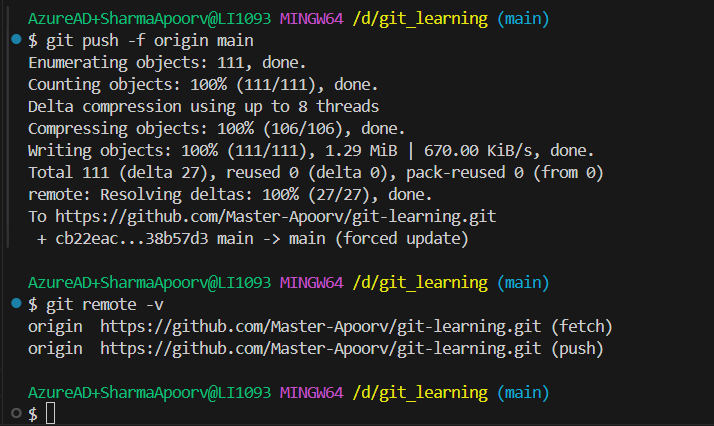 AzureAD+SharmaApoorv@LI1093 MINGW64 /d/git_learning (main)
$ git push -f origin main
Enumerating objects: 111, done.
Counting objects: 100% (111/111), done.
Delta compression using up to 8 threads
Compressing objects: 100% (106/106), done.
Writing objects: 100% (111/111), 1.29 MiB | 670.00 KiB/s, done.
Total 111 (delta 27), reused 0 (delta 0), pack-reused 0 (from 0)
remote: Resolving deltas: 100% (27/27), done.
To https://github.com/Master-Apoorv/git-learning.git
 + cb22eac...38b57d3 main -> main (forced update)
AzureAD+SharmaApoorv@LI1093 MINGW64 /d/git_learning (main)
$ git remote -v
origin  https://github.com/Master-Apoorv/git-learning.git (fetch)
origin  https://github.com/Master-Apoorv/git-learning.git (push)
AzureAD+SharmaApoorv@LI1093 MINGW64 /d/git_learning (main)
$